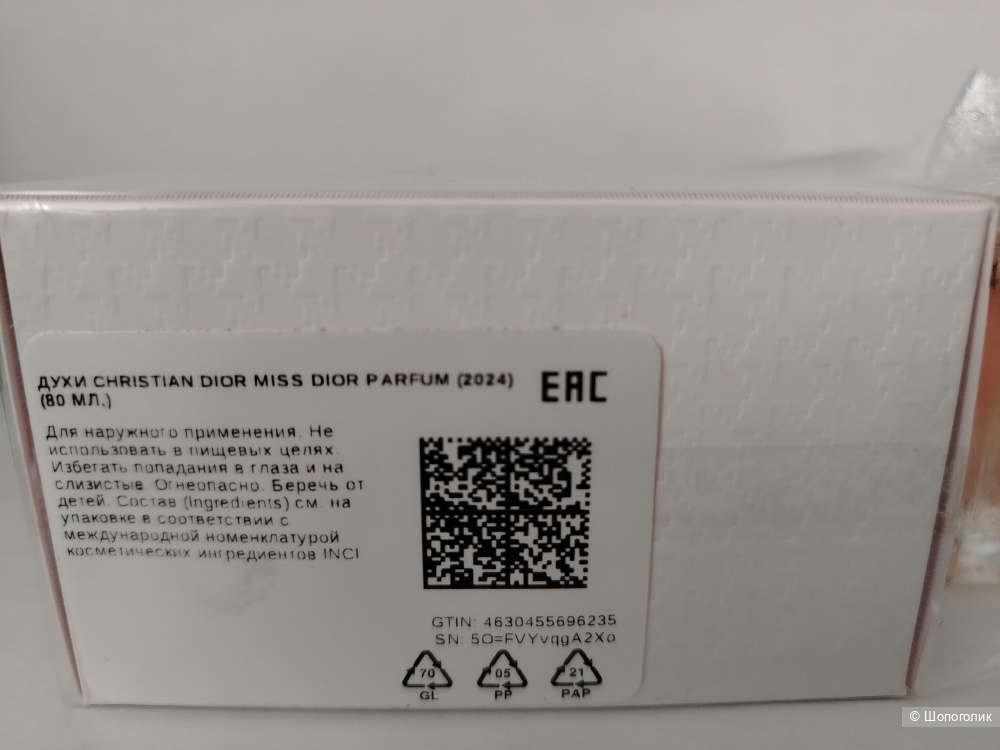 ДУХИ CHRISTIAN DIOR MISS DIOR PARFUM (2024)
(80 МЛ.)
EAC
Для наружного применения. Не
использовать в пищевых целях.
Избегать попадания в глаза и на
слизистые. Огнеопасно. Беречь от
детей. Состав (Ingredients) см. на
упаковке в соответствии с
международной номенклатурой
косметических ингредиентов INCI
GTIN: 4630455696235
SN: 5O=FVYvqgA2Xo
70
GL
05
PP
21
PAP
© Шопоголик